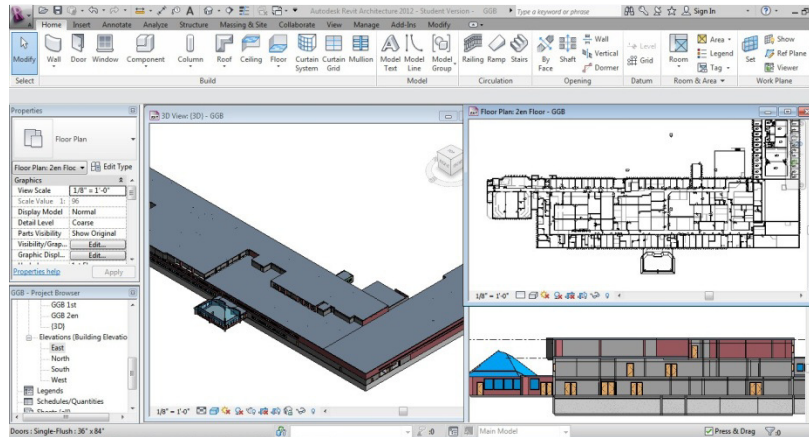 Autodesk Revit Architecture 2012 - Student Version - GGB
Type a keyword or phrase
Sign In
Home Insert Annotate Analyze Structure Massing & Site Collaborate View Manage Add-Ins Modify
Modify Wall Door Window Component Column Roof Ceiling Floor Curtain System Curtain Grid Mullion Model Text Model Line Model Group Railing Ramp Stairs By Face Shaft Wall Vertical Dormer Level Grid Room Area Legend Tag Set Show Ref Plane Viewer
Select Build Model Circulation Opening Datum Room & Area Work Plane
Properties
Floor Plan
Floor Plan: 2en Floc Edit Type
Graphics
View Scale 1/8" = 1'-0"
Scale Value 1: 96
Display Model Normal
Detail Level Coarse
Parts Visibility Show Original
Visibility/Grap... Edit...
Graphic Displ... Edit...
Properties help Apply
GGB - Project Browser
GGB 1st
GGB 2en
(3D)
Elevations (Building Elevatio
East
North
South
West
Legends
Schedules/Quantities
Sheets (all)
3D View: {3D} - GGB
1/8" = 1'-0"
Floor Plan: 2en Floor - GGB
1/8" = 1'-0"
Doors : Single-Flush : 36" x 84"
:0
Main Model
Press & Drag
:0